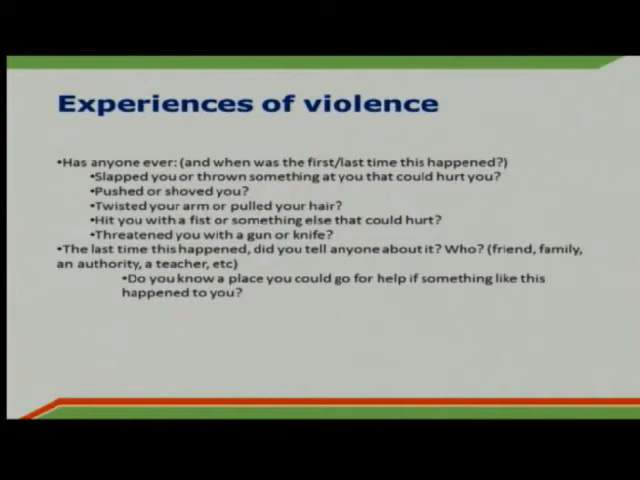 Experiences of violence
•Has anyone ever: (and when was the first/last time this happened?)
•Slapped you or thrown something at you that could hurt you?
•Pushed or shoved you?
•Twisted your arm or pulled your hair?
•Hit you with a fist or something else that could hurt?
•Threatened you with a gun or knife?
•The last time this happened, did you tell anyone about it? Who? (friend, family,
an authority, a teacher, etc)
•Do you know a place you could go for help if something like this
happened to you?